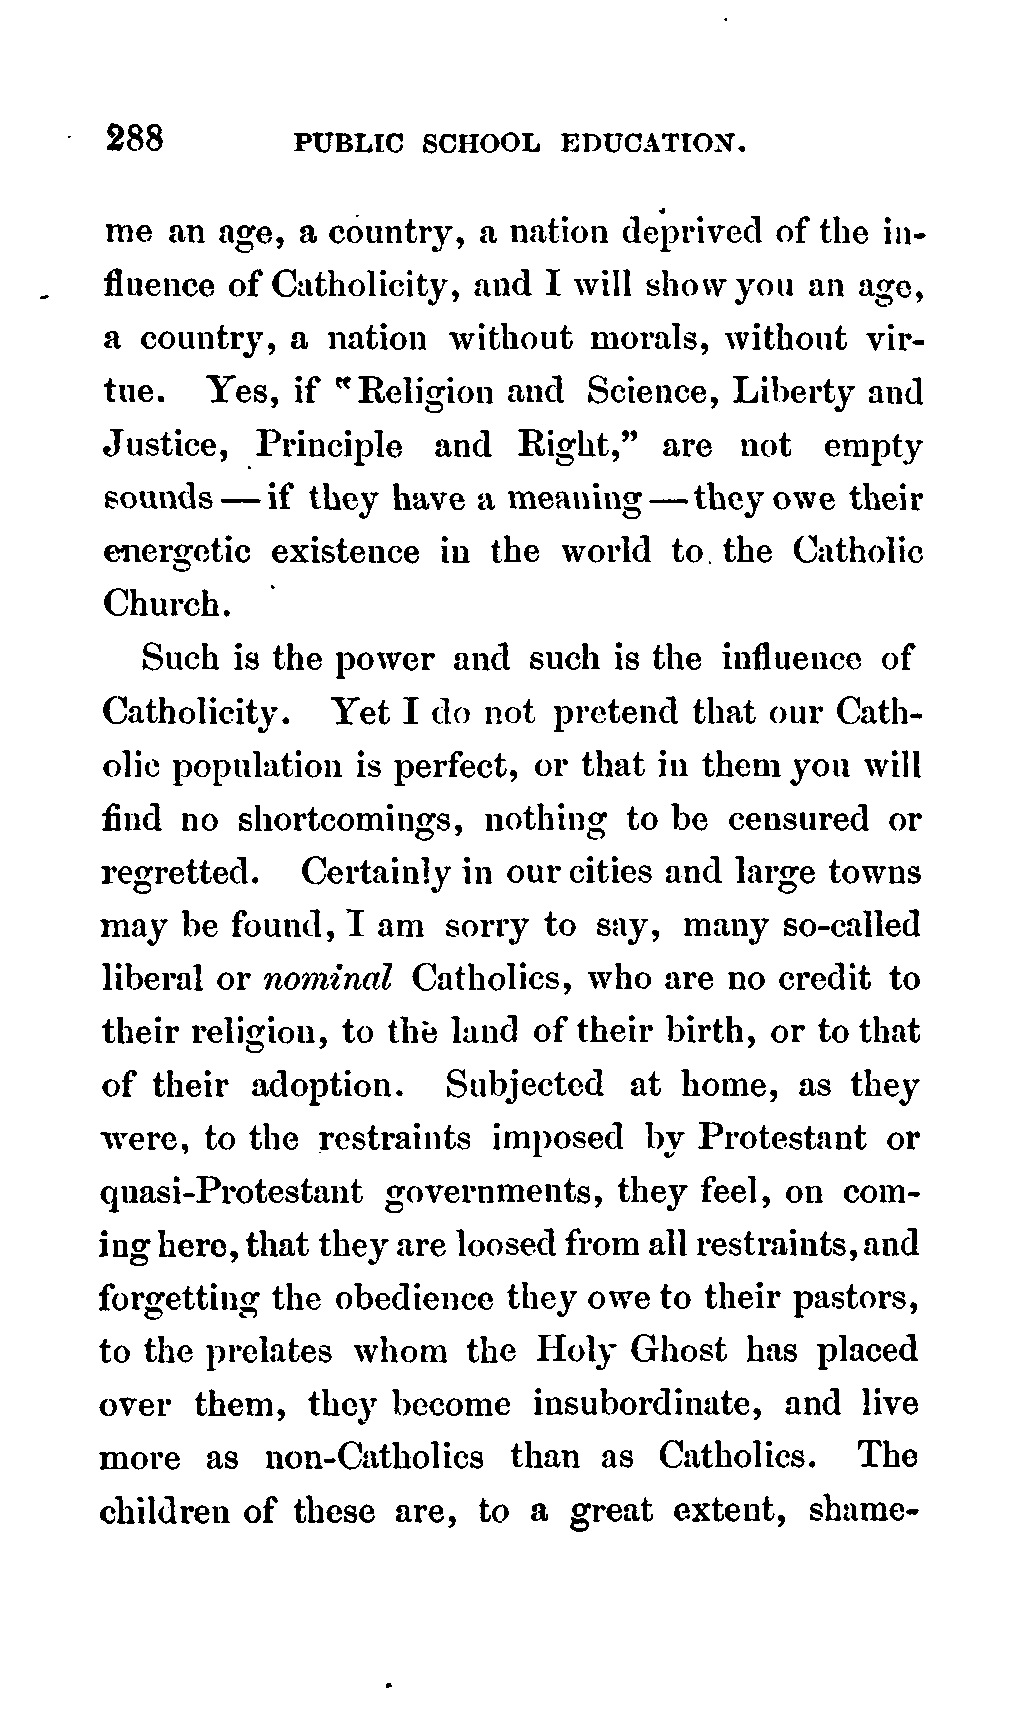 288 PUBLIC SCHOOL EDUCATION.
me an age, a country, a nation deprived of the in-
fluence of Catholicity, and I will show you an age,
a country, a nation without morals, without vir-
tue. Yes, if "Religion and Science, Liberty and
Justice, Principle and Right," are not empty
sounds — if they have a meaning — they owe their
energetic existence in the world to the Catholic
Church.
Such is the power and such is the influence of
Catholicity. Yet I do not pretend that our Cath-
olic population is perfect, or that in them you will
find no shortcomings, nothing to be censured or
regretted. Certainly in our cities and large towns
may be found, I am sorry to say, many so-called
liberal or nominal Catholics, who are no credit to
their religion, to the land of their birth, or to that
of their adoption. Subjected at home, as they
were, to the restraints imposed by Protestant or
quasi-Protestant governments, they feel, on com-
ing here, that they are loosed from all restraints, and
forgetting the obedience they owe to their pastors,
to the prelates whom the Holy Ghost has placed
over them, they become insubordinate, and live
more as non-Catholics than as Catholics. The
children of these are, to a great extent, shame-